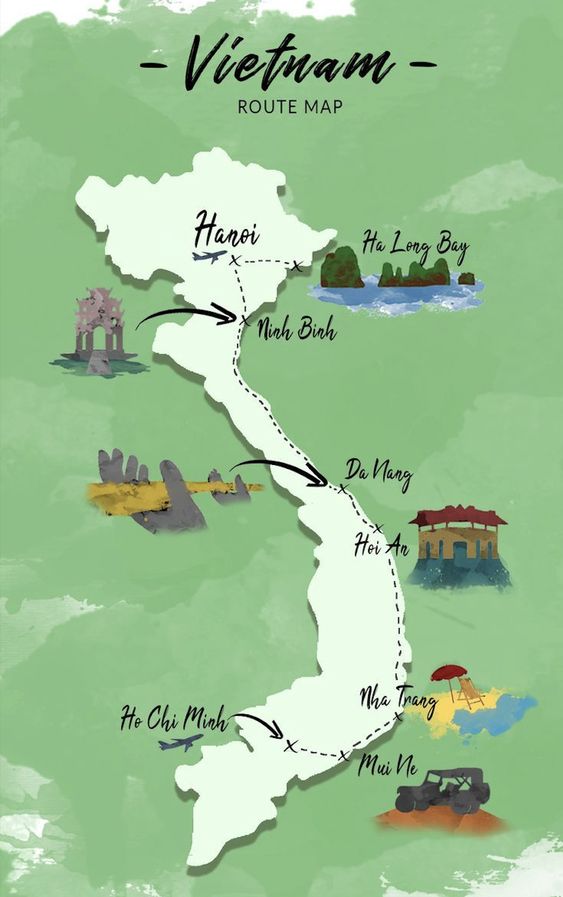 - Vietnam -
ROUTE MAP
Hanoi
Ha Long Bay
Ninh Binh
Da Nang
Hoi An
Nha Trang
Ho Chi Minh
Mui Ne